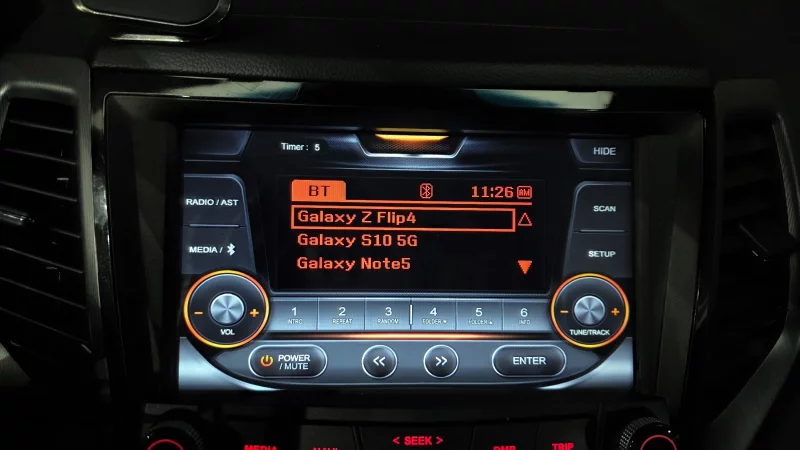 Timer : 5
HIDE
BT 11:26 AM
RADIO / AST
Galaxy Z Flip4
SCAN
Galaxy S10 5G
MEDIA /
SETUP
Galaxy Note5
- + VOL
1 INTRO
2 REPEAT
3 RANDOM
4 FOLDER ▼
5 FOLDER ▲
6 INFO
- + TUNE/TRACK
POWER
/ MUTE
<<
>>
ENTER
MEDIA
< SEEK >
DMB
TRIP